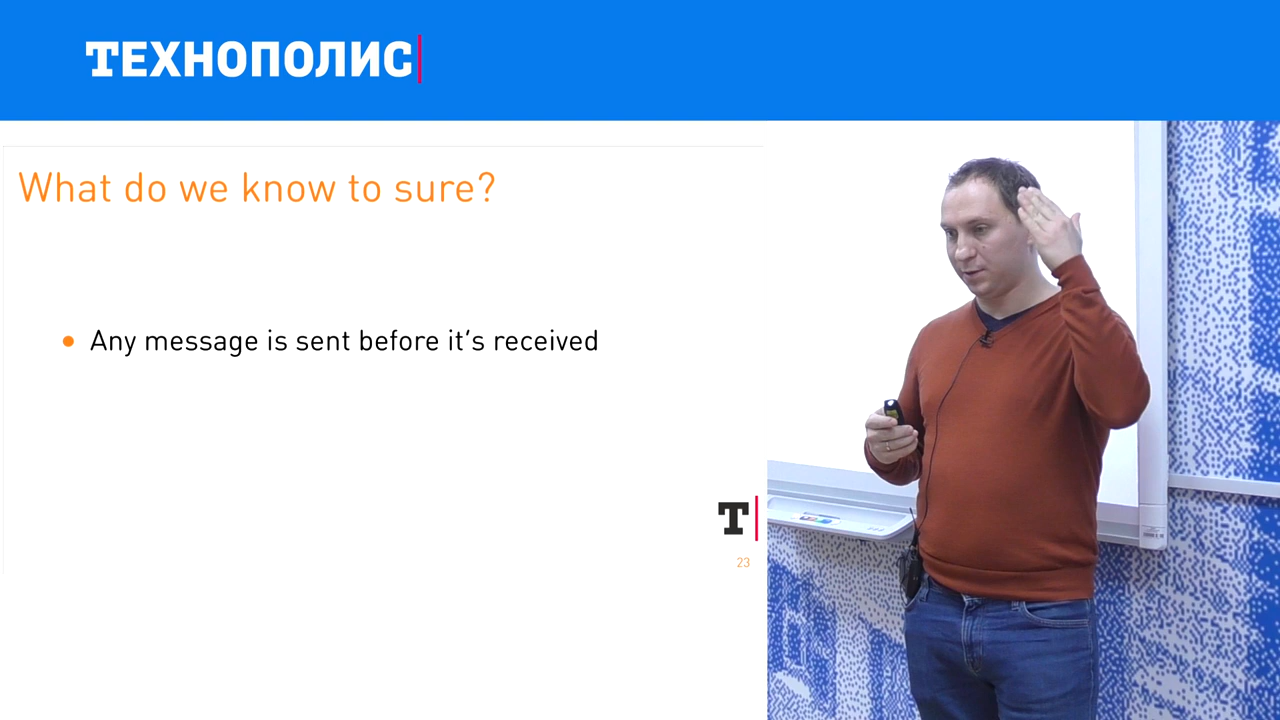 ТЕХНОПОЛИС
What do we know to sure?
Any message is sent before it's received
Т
23